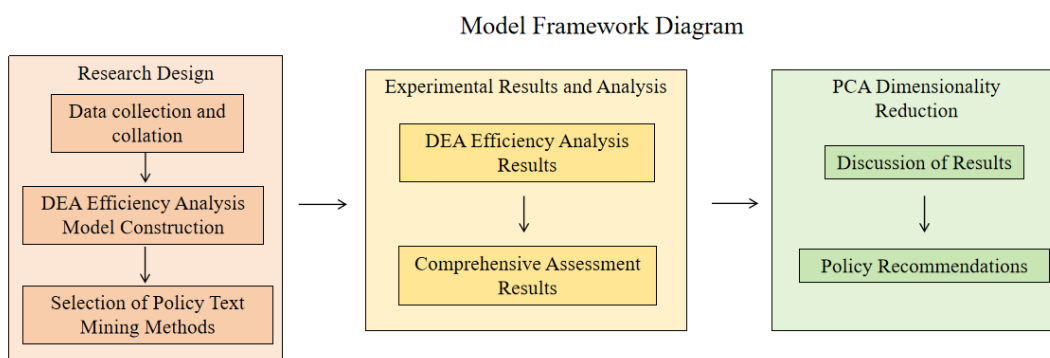 Model Framework Diagram
Research Design
Data collection and
collation
DEA Efficiency Analysis
Model Construction
Selection of Policy Text
Mining Methods
Experimental Results and Analysis
DEA Efficiency Analysis
Results
Comprehensive Assessment
Results
PCA Dimensionality
Reduction
Discussion of Results
Policy Recommendations